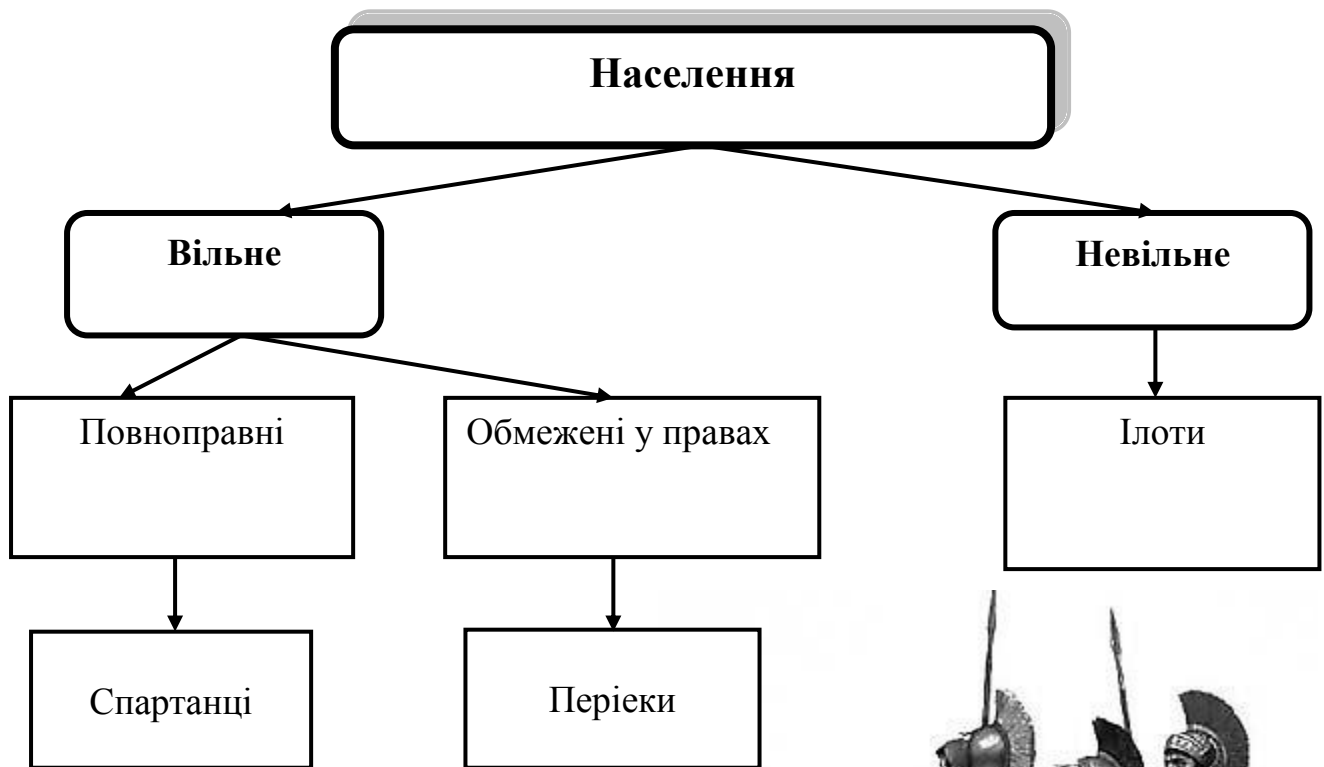 Населення
Вільне
Невільне
Повноправні
Обмежені у правах
Ілоти
Спартанці
Періеки